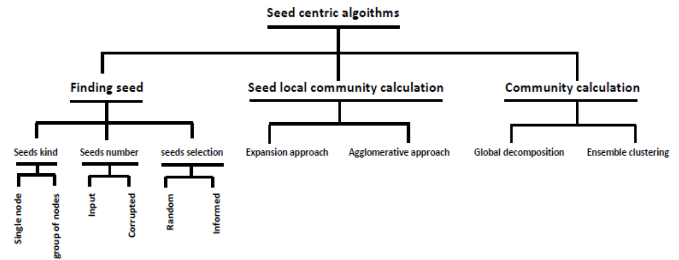 Seed centric algoithms
Finding seed
Seed local community calculation
Community calculation
Seeds kind
Seeds number
seeds selection
Expansion approach
Agglomerative approach
Global decomposition
Ensemble clustering
Single node
group of nodes
Input
Corrupted
Random
Informed